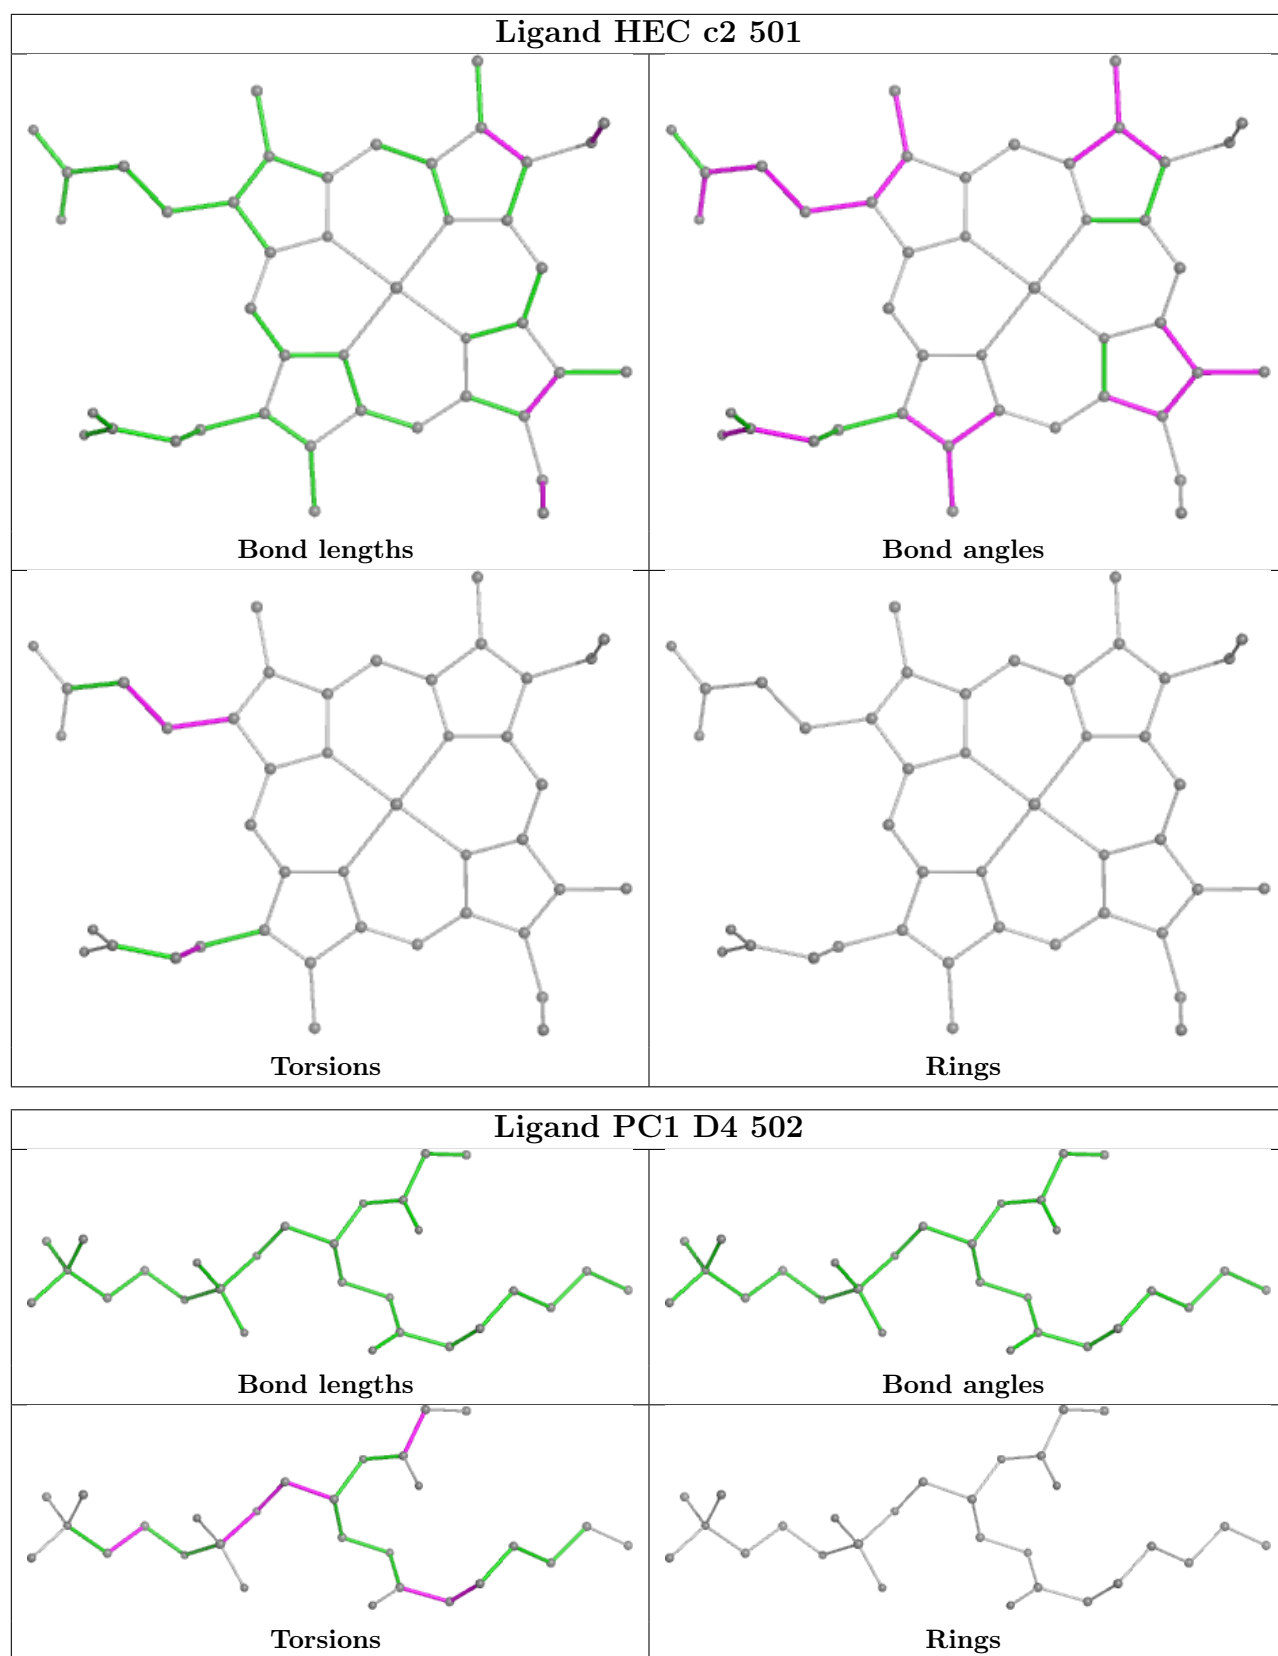 Ligand HEC c2 501
Bond lengths
Bond angles
Torsions
Rings
Ligand PC1 D4 502
Bond lengths
Bond angles
Torsions
Rings